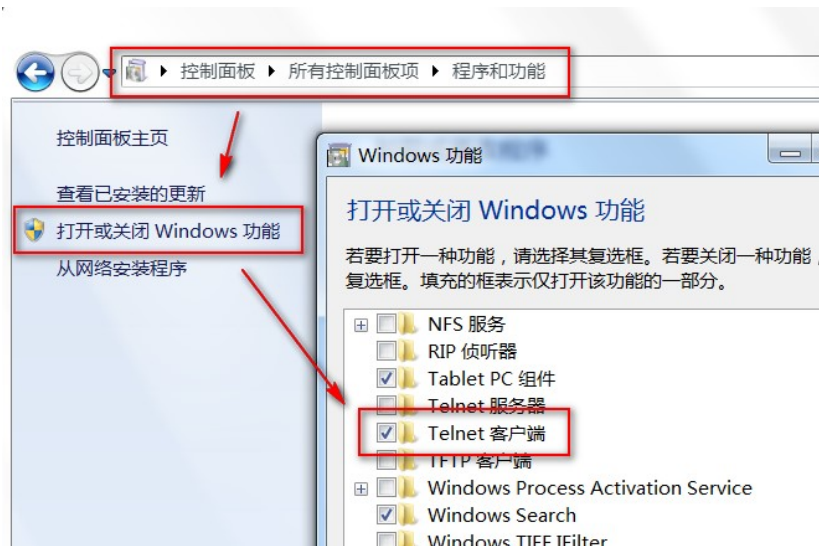 控制面板 ▸ 所有控制面板项 ▸ 程序和功能
控制面板主页
查看已安装的更新
打开或关闭 Windows 功能
从网络安装程序
Windows 功能
打开或关闭 Windows 功能
若要打开一种功能，请选择其复选框。若要关闭一种功能，
复选框。填充的框表示仅打开该功能的一部分。
NFS 服务
RIP 侦听器
Tablet PC 组件
Telnet 服务器
Telnet 客户端
TFTP 客户端
Windows Process Activation Service
Windows Search
Windows TIFF IFilter